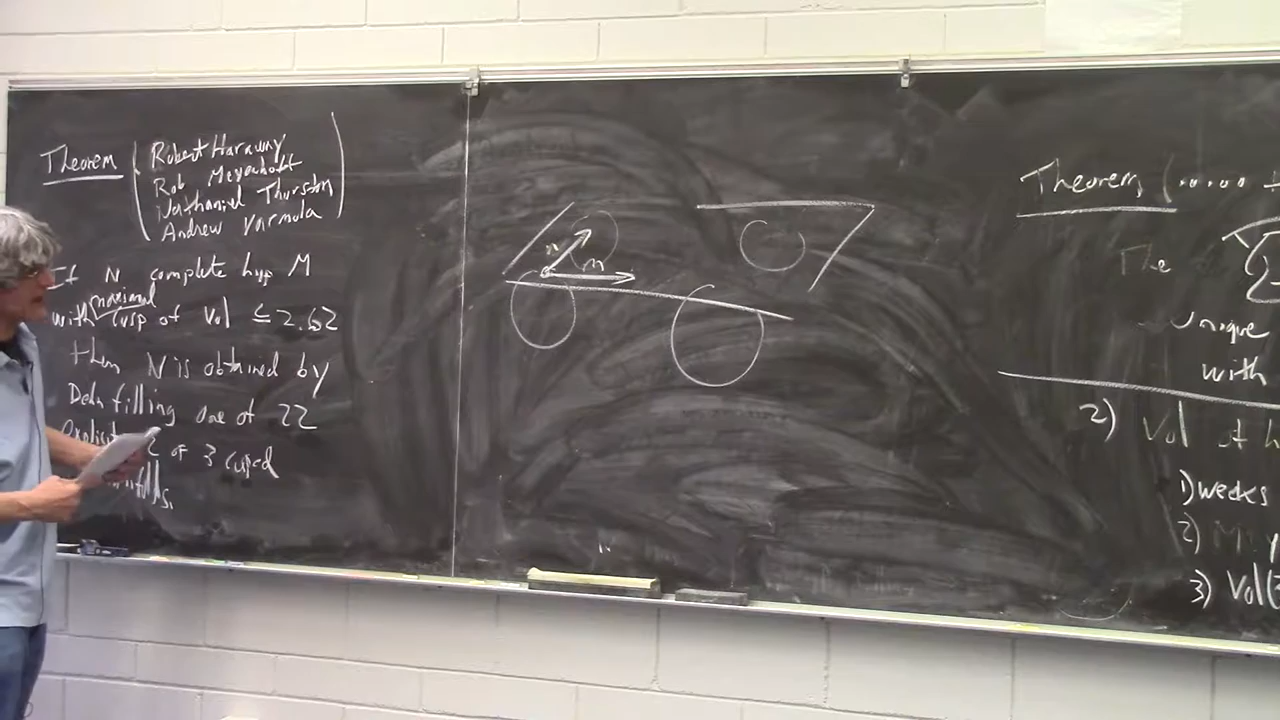 Theorem
( Robert Haraway
Rob Meyerhoff
Nathaniel Thurston
Andrew Yarmola )
If N complete hyp M
maximal
with cusp of Vol ≤ 2.62
then N is obtained by
Dehn filling one of 22
of 3 cusped
n
m
Theorem, (.....
The
Unique
with
2) Vol of h
1) weeks
2)
3) Vol(